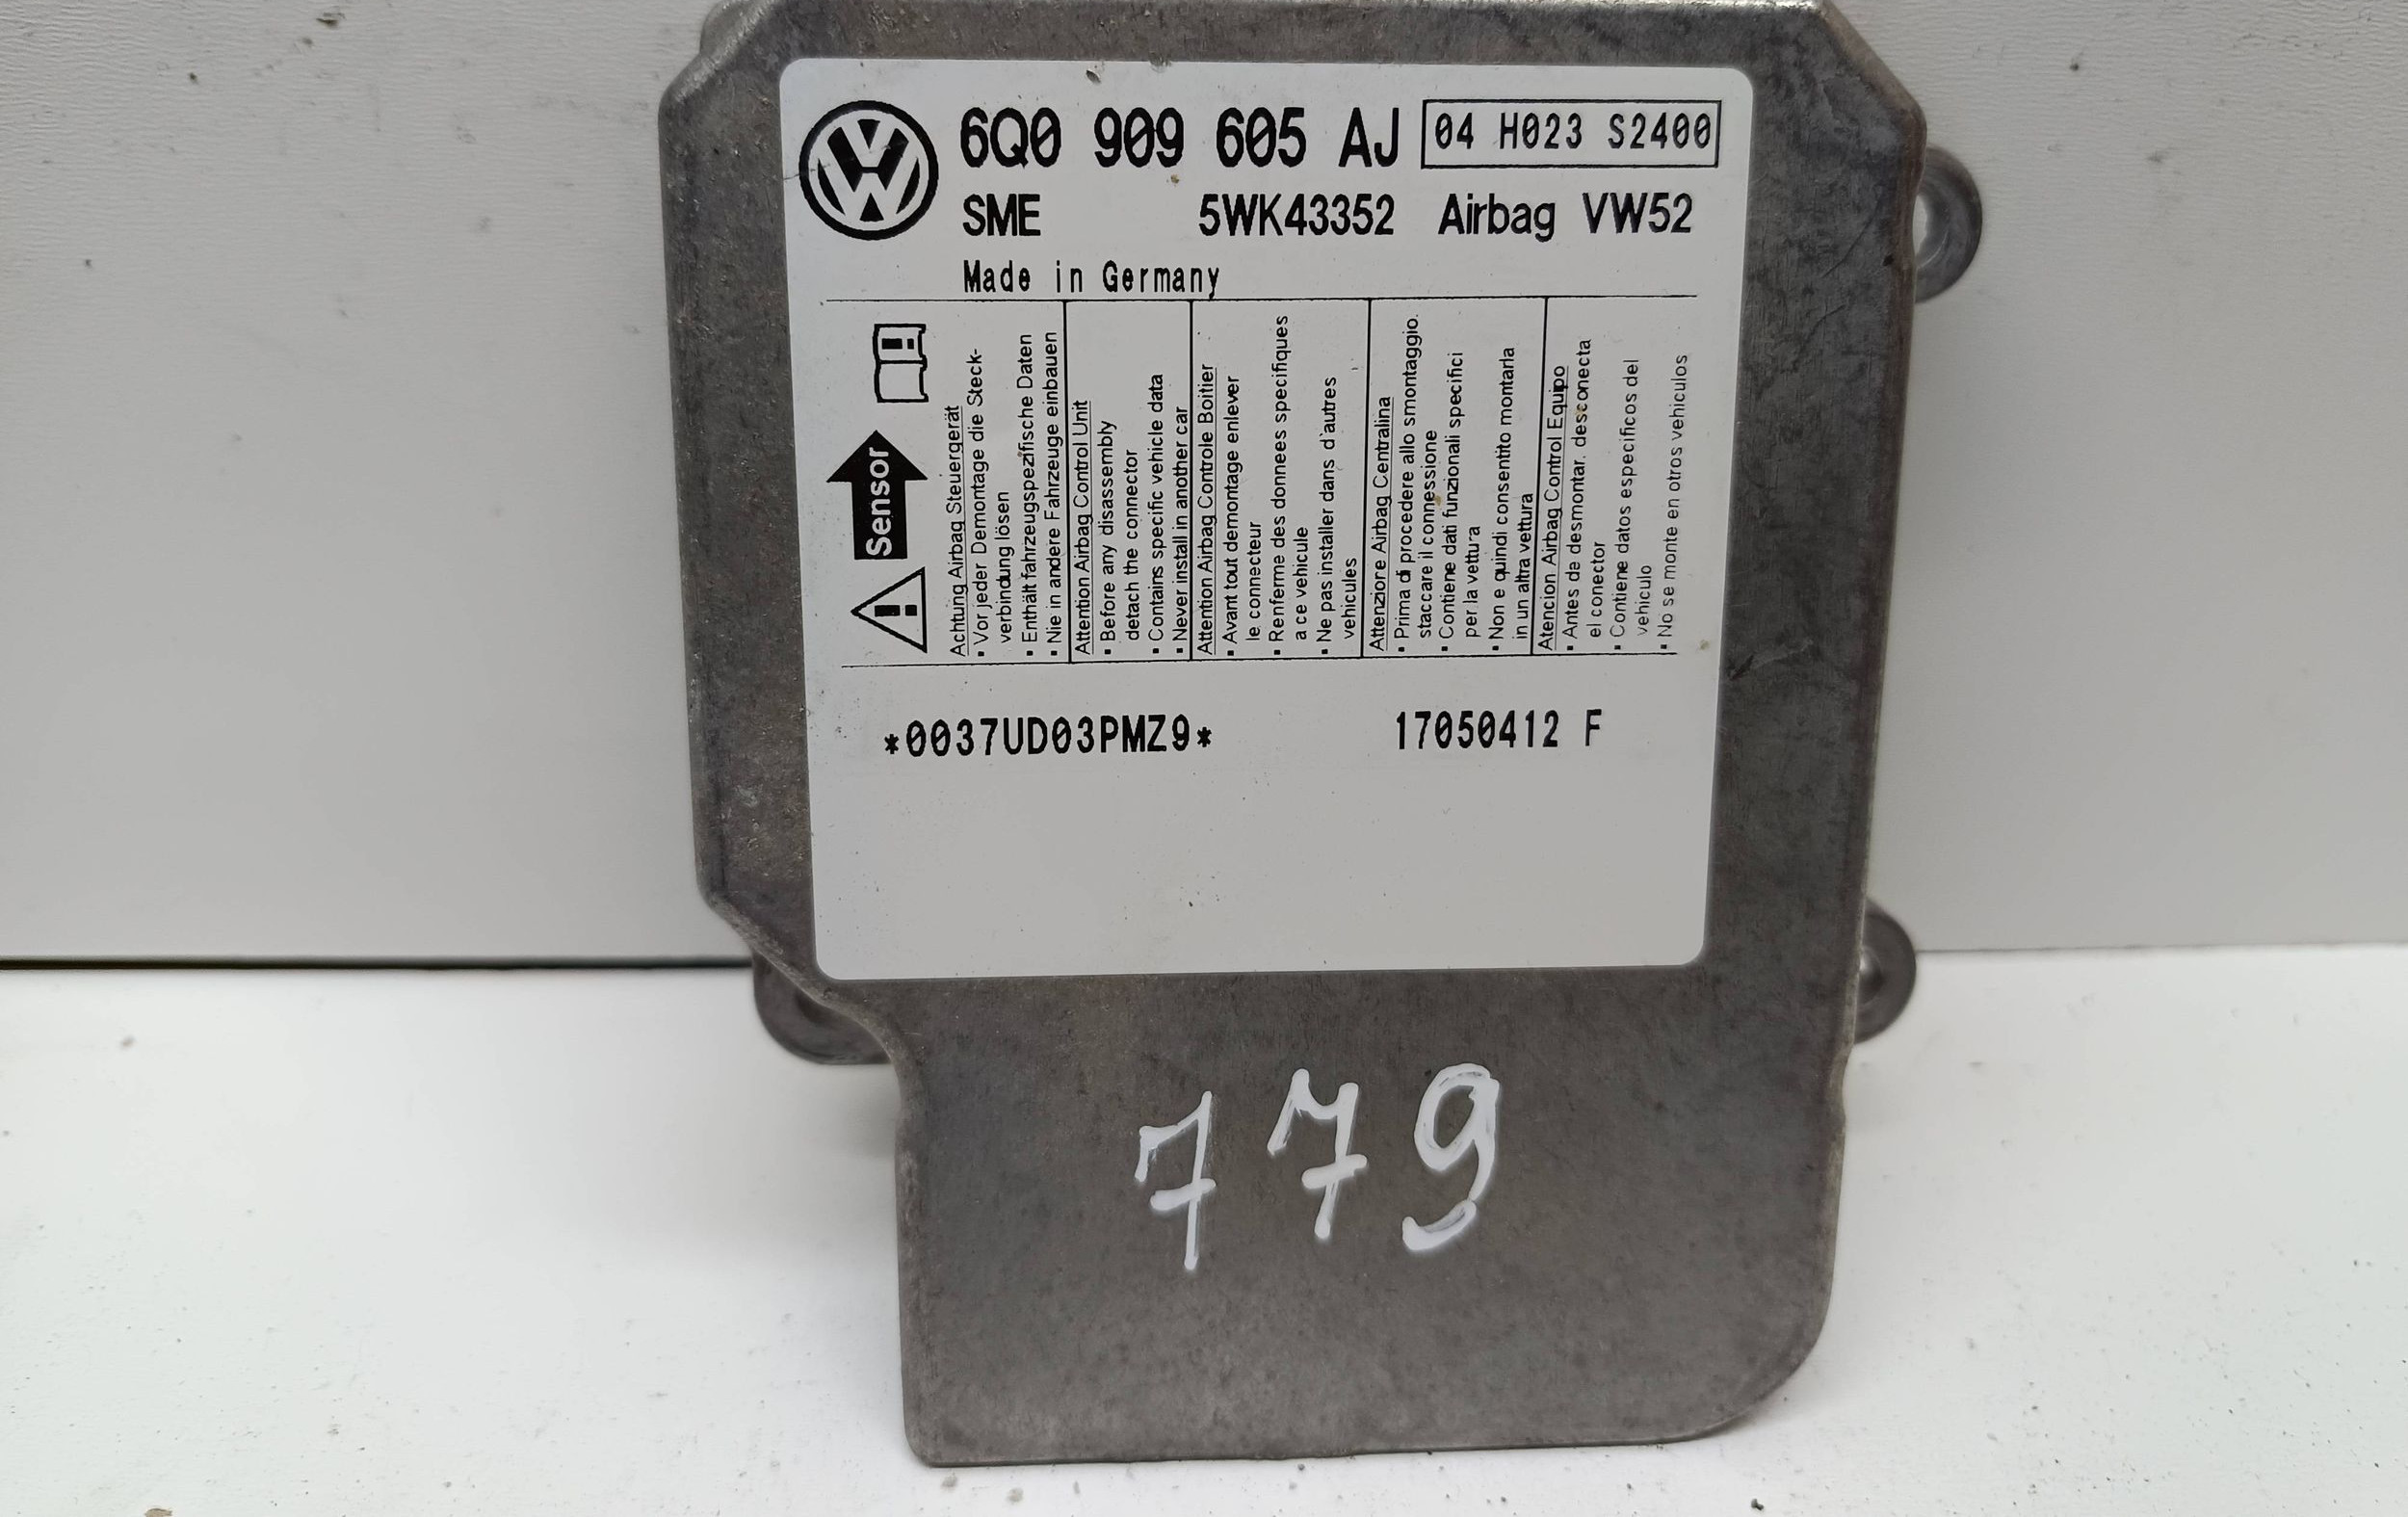 6Q0 909 605 AJ 04 H023 S2400
SME 5WK43352 Airbag VW52
Made in Germany
Sensor
Achtung Airbag Steuergerät
▪ Vor jeder Demontage die Steck-
verbindung lösen
▪ Enthält fahrzeugspezifische Daten
▪ Nie in andere Fahrzeuge einbauen
Attention Airbag Control Unit
▪ Before any disassembly
detach the connector
▪ Contains specific vehicle data
▪ Never install in another car
Attention Airbag Controle Boitier
▪ Avant tout demontage enlever
le connecteur
▪ Renferme des donnees specifiques
a ce vehicule
▪ Ne pas installer dans d'autres
vehicules
Attenzione Airbag Centralina
▪ Prima di procedere allo smontaggio.
staccare il connessione
▪ Contiene dati funzionali specifici
per la vettura
▪ Non e quindi consentito montarla
in un altra vettura
Atencion Airbag Control Equipo
▪ Antes de desmontar. desconecta
el conector
▪ Contiene datos especificos del
vehiculo
▪ No se monte en otros vehiculos
*0037UD03PMZ9* 17050412 F
779